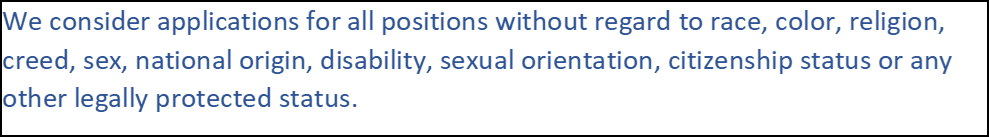 We consider applications for all positions without regard to race, color, religion,
creed, sex, national origin, disability, sexual orientation, citizenship status or any
other legally protected status.